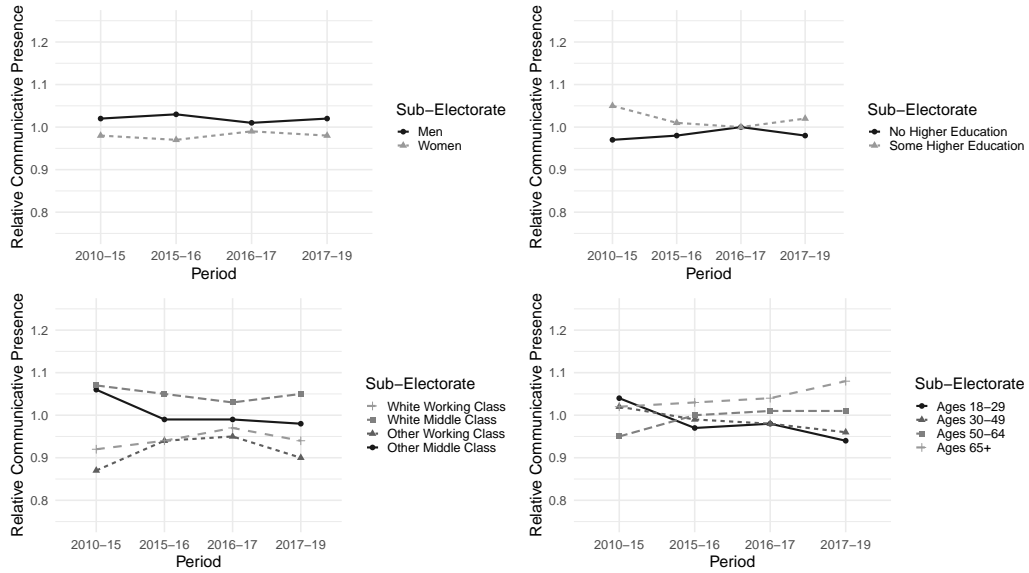 Relative Communicative Presence
1.2
1.1
1.0
0.9
0.8
2010–15 2015–16 2016–17 2017–19
Period
Sub−Electorate
Men
Women
Relative Communicative Presence
1.2
1.1
1.0
0.9
0.8
2010–15 2015–16 2016–17 2017–19
Period
Sub−Electorate
No Higher Education
Some Higher Education
Relative Communicative Presence
1.2
1.1
1.0
0.9
0.8
2010–15 2015–16 2016–17 2017–19
Period
Sub−Electorate
White Working Class
White Middle Class
Other Working Class
Other Middle Class
Relative Communicative Presence
1.2
1.1
1.0
0.9
0.8
2010–15 2015–16 2016–17 2017–19
Period
Sub−Electorate
Ages 18–29
Ages 30–49
Ages 50–64
Ages 65+